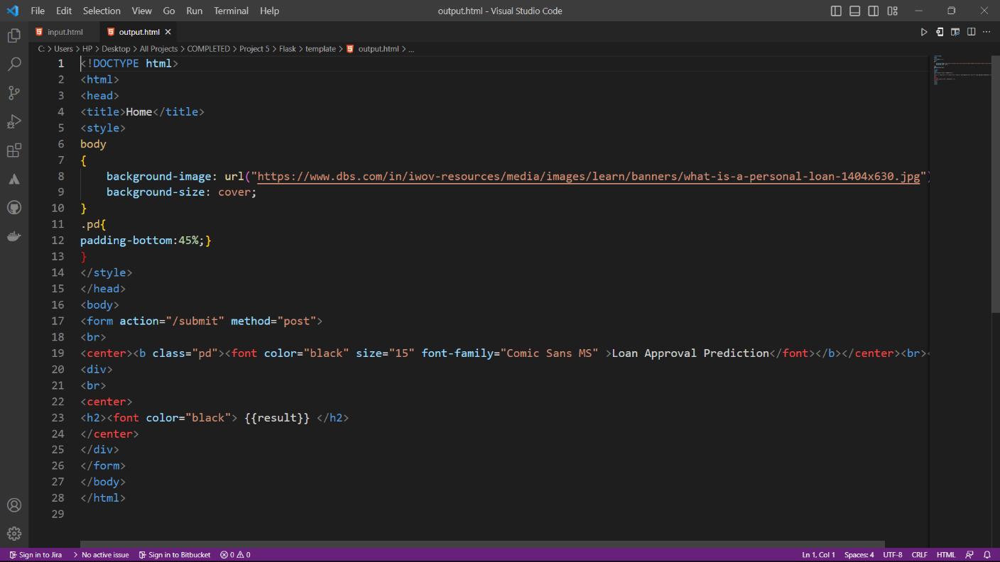 File Edit Selection View Go Run Terminal Help output.html - Visual Studio Code
input.html output.html
C: > Users > HP > Desktop > All Projects > COMPLETED > Project 5 > Flask > template > output.html > ...
1 <!DOCTYPE html>
2 <html>
3 <head>
4 <title>Home</title>
5 <style>
6 body
7 {
8 background-image: url("https://www.dbs.com/in/iwov-resources/media/images/learn/banners/what-is-a-personal-loan-1404x630.jpg")
9 background-size: cover;
10 }
11 .pd{
12 padding-bottom:45%;}
13 }
14 </style>
15 </head>
16 <body>
17 <form action="/submit" method="post">
18 <br>
19 <center><b class="pd"><font color="black" size="15" font-family="Comic Sans MS" >Loan Approval Prediction</font></b></center><br><
20 <div>
21 <br>
22 <center>
23 <h2><font color="black"> {{result}} </h2>
24 </center>
25 </div>
26 </form>
27 </body>
28 </html>
29
Sign in to Jira > No active issue Sign in to Bitbucket 0 0 Ln 1, Col 1 Spaces: 4 UTF-8 CRLF HTML